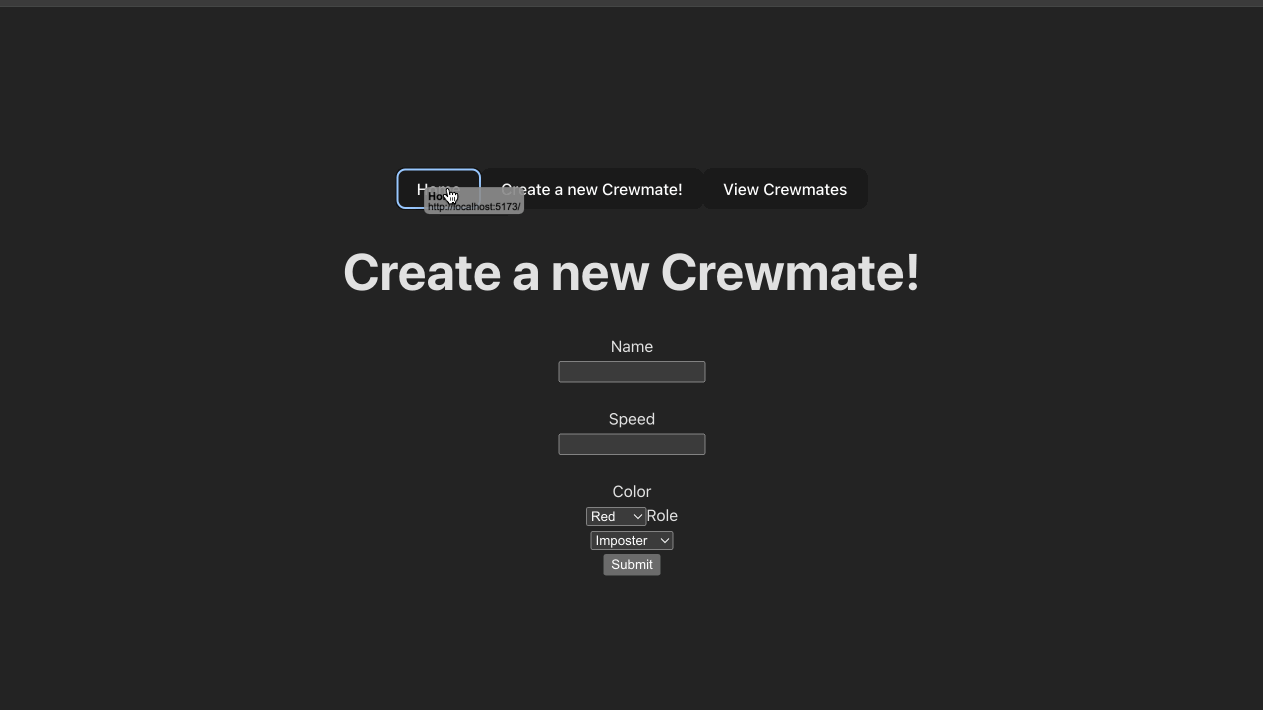 Home Create a new Crewmate! View Crewmates
http://localhost:5173/
Create a new Crewmate!
Name
Speed
Color
Red Role
Imposter
Submit